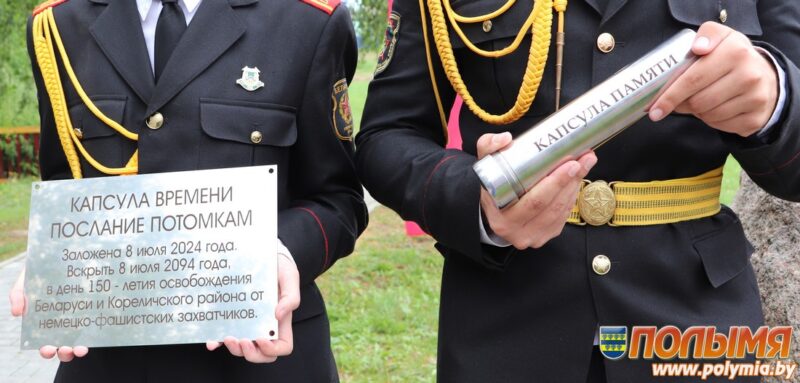 КАПСУЛА ВРЕМЕНИ
ПОСЛАНИЕ ПОТОМКАМ
Заложена 8 июля 2024 года.
Вскрыть 8 июля 2094 года,
в день 150 - летия освобождения
Беларуси и Кореличского района от
немецко-фашистских захватчиков.
КАПСУЛА ПАМЯТИ
ПОЛЫМЯ
www.polymia.by